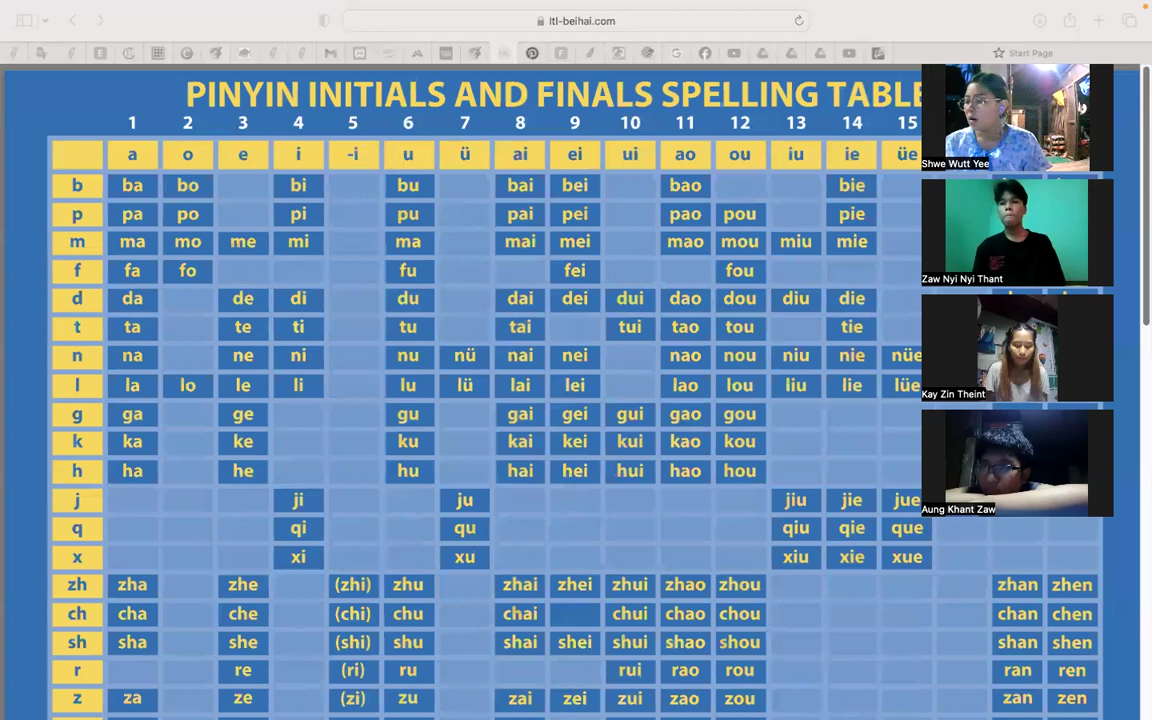 ltl-beihai.com
Start Page
PINYIN INITIALS AND FINALS SPELLING TABLE
1 2 3 4 5 6 7 8 9 10 11 12 13 14 15
a o e i -i u ü ai ei ui ao ou iu ie üe
b ba bo bi bu bai bei bao bie
p pa po pi pu pai pei pao pou pie
m ma mo me mi ma mai mei mao mou miu mie
f fa fo fu fei fou
d da de di du dai dei dui dao dou diu die
t ta te ti tu tai tui tao tou tie
n na ne ni nu nü nai nei nao nou niu nie nüe
l la lo le li lu lü lai lei lao lou liu lie lüe
g ga ge gu gai gei gui gao gou
k ka ke ku kai kei kui kao kou
h ha he hu hai hei hui hao hou
j ji ju jiu jie jue
q qi qu qiu qie que
x xi xu xiu xie xue
zh zha zhe (zhi) zhu zhai zhei zhui zhao zhou zhan zhen
ch cha che (chi) chu chai chui chao chou chan chen
sh sha she (shi) shu shai shei shui shao shou shan shen
r re (ri) ru rui rao rou ran ren
z za ze (zi) zu zai zei zui zao zou zan zen
Shwe Wutt Yee
Zaw Nyi Nyi Thant
Kay Zin Theint
Aung Khant Zaw